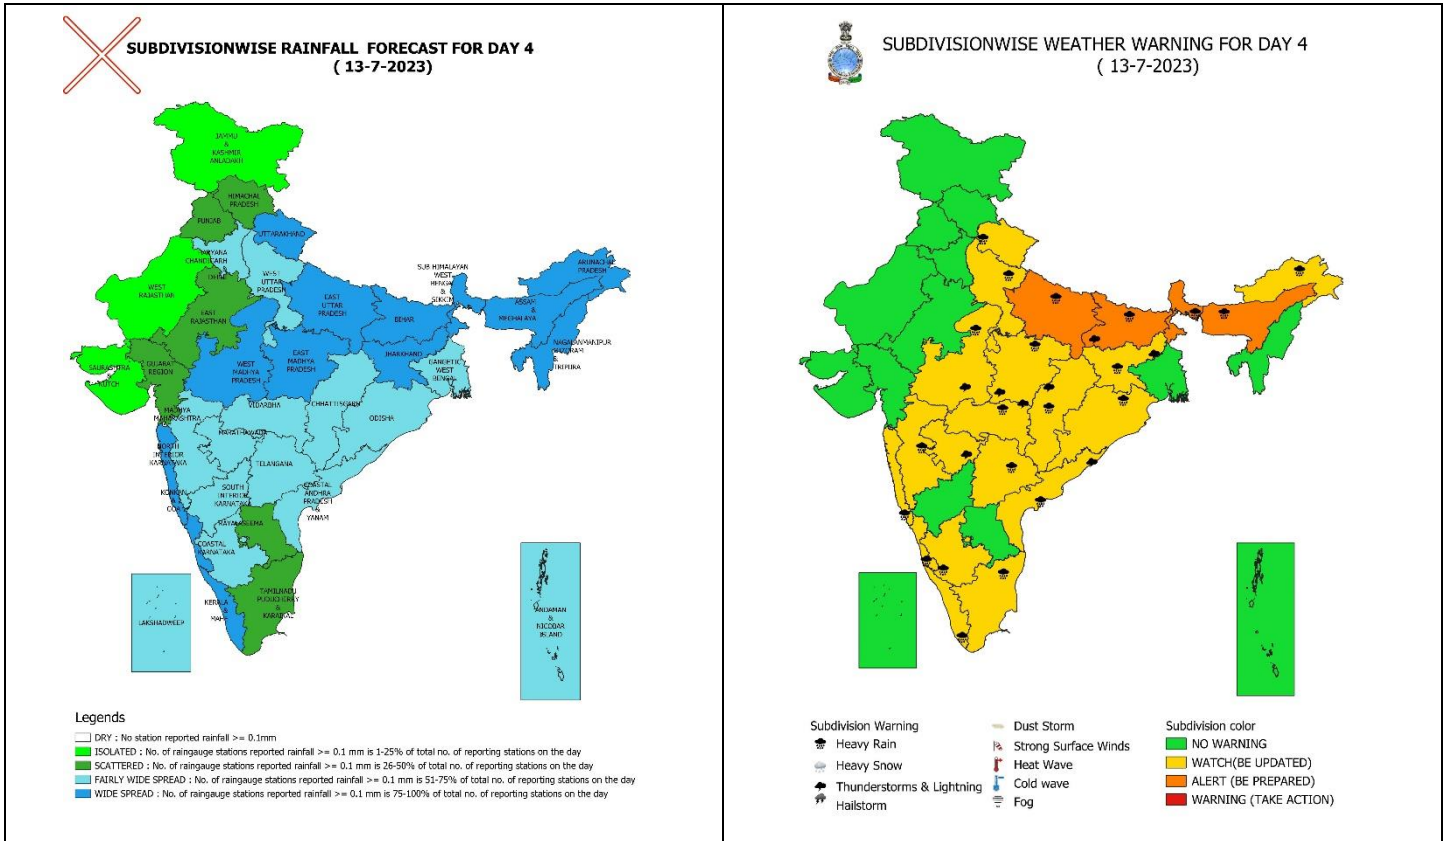 SUBDIVISIONWISE RAINFALL FORECAST FOR DAY 4
( 13-7-2023)
JAMMU
&
KASHMIR
ANLADAKH
HIMACHAL
PRADESH
PUNJAB
UTTARAKHAND
CHANDIGARH
WEST
UTTAR
PRADESH
WEST
RAJASTHAN
EAST
RAJASTHAN
EAST
UTTAR
PRADESH
BIHAR
SUB HIMALAYAN
WEST
BENGAL
&
SIKKIM
ARUNACHAL
PRADESH
ASSAM
&
MEGHALAYA
NAGALANMANIPUR
MIZORAM
&
TRIPURA
SAURASHTRA
&
KUTCH
GUJARAT
REGION
WEST
MADHYA
PRADESH
EAST
MADHYA
PRADESH
JHARKHAND
GANGETIC
WEST
BENGAL
MADHYA
MAHARASHTRA
VIDARBHA
CHHATTISGARH
ODISHA
MARATHAWADA
NORTH
INTERIOR
KARNATAKA
TELANGANA
KONKAN
&
GOA
SOUTH
INTERIOR
KARNATAKA
COASTAL
ANDHRA
PRADESH
&
YANAM
RAYALASEEMA
COASTAL
KARNATAKA
KERALA
&
MAHE
TAMILNADU
PUDUCHERRY
&
KARAIKAL
LAKSHADWEEP
ANDAMAN
&
NICOBAR
ISLAND
Legends
DRY : No station reported rainfall >= 0.1mm
ISOLATED : No. of raingauge stations reported rainfall >= 0.1 mm is 1-25% of total no. of reporting stations on the day
SCATTERED : No. of raingauge stations reported rainfall >= 0.1 mm is 26-50% of total no. of reporting stations on the day
FAIRLY WIDE SPREAD : No. of raingauge stations reported rainfall >= 0.1 mm is 51-75% of total no. of reporting stations on the day
WIDE SPREAD : No. of raingauge stations reported rainfall >= 0.1 mm is 75-100% of total no. of reporting stations on the day
SUBDIVISIONWISE WEATHER WARNING FOR DAY 4
( 13-7-2023)
Subdivision Warning
Heavy Rain
Heavy Snow
Thunderstorms & Lightning
Hailstorm
Dust Storm
Strong Surface Winds
Heat Wave
Cold wave
Fog
Subdivision color
NO WARNING
WATCH(BE UPDATED)
ALERT (BE PREPARED)
WARNING (TAKE ACTION)